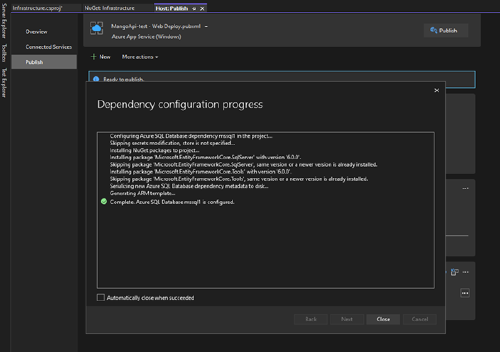 Infrastructure.csproj
NuGet: Infrastructure
Host: Publish
Server Explorer
Toolbox
Test Explorer
Overview
Connected Services
Publish
MangoApi-test - Web Deploy.pubxml
Azure App Service (Windows)
Publish
New
More actions
Ready to publish.
Dependency configuration progress
Configuring Azure SQL Database dependency mssql1 in the project...
Skipping secrets modification, store is not specified...
Installing NuGet packages to project...
Installing package 'Microsoft.EntityFrameworkCore.SqlServer' with version '6.0.0'.
Skipping package 'Microsoft.EntityFrameworkCore.SqlServer', same version or a newer version is already installed.
Installing package 'Microsoft.EntityFrameworkCore.Tools' with version '6.0.0'.
Skipping package 'Microsoft.EntityFrameworkCore.Tools', same version or a newer version is already installed.
Serializing new Azure SQL Database dependency metadata to disk...
Generating ARM template...
Complete. Azure SQL Database mssql1 is configured.
Automatically close when succeeded
Back
Next
Close
Cancel